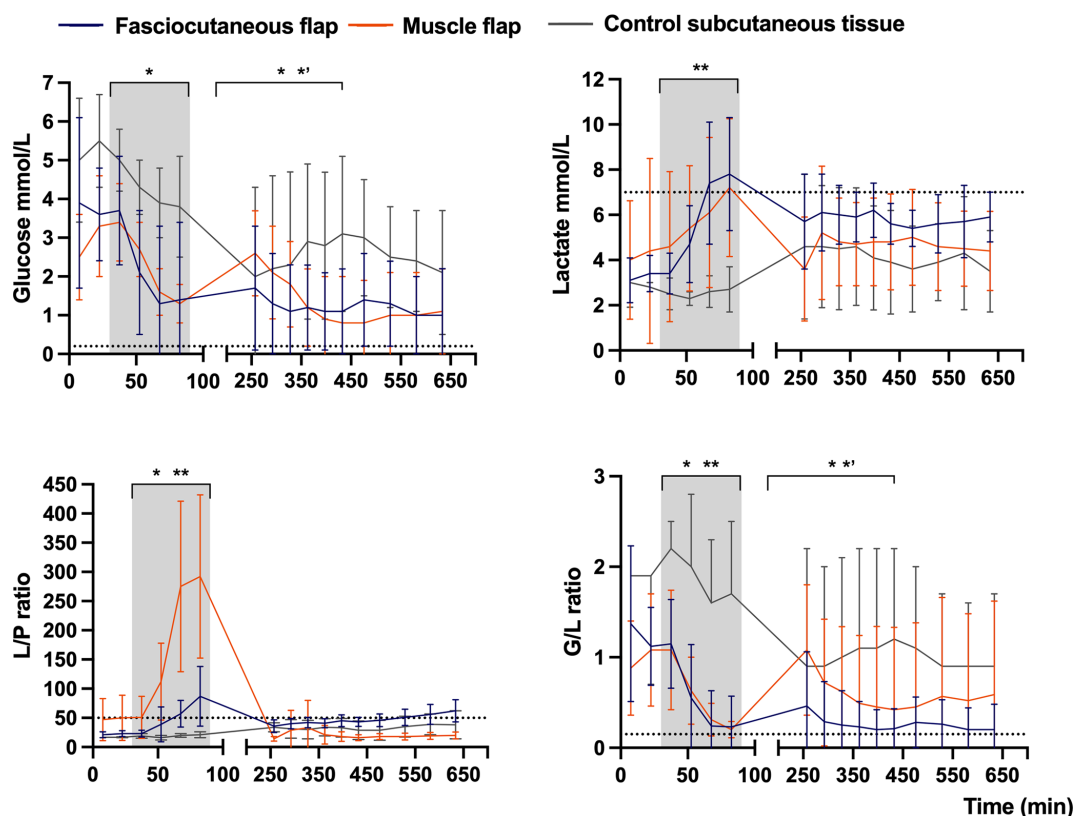 Fasciocutaneous flap Muscle flap Control subcutaneous tissue
* * *’
7
6
5
4
3
2
1
0
Glucose mmol/L
0 50 100 250 350 450 550 650
**
12
10
8
6
4
2
0
Lactate mmol/L
0 50 100 250 350 450 550 650
* **
450
400
350
300
250
200
150
100
50
0
L/P ratio
0 50 100 250 350 450 550 650
* ** * *’
3
2
1
0
G/L ratio
0 50 100 250 350 450 550 650
Time (min)